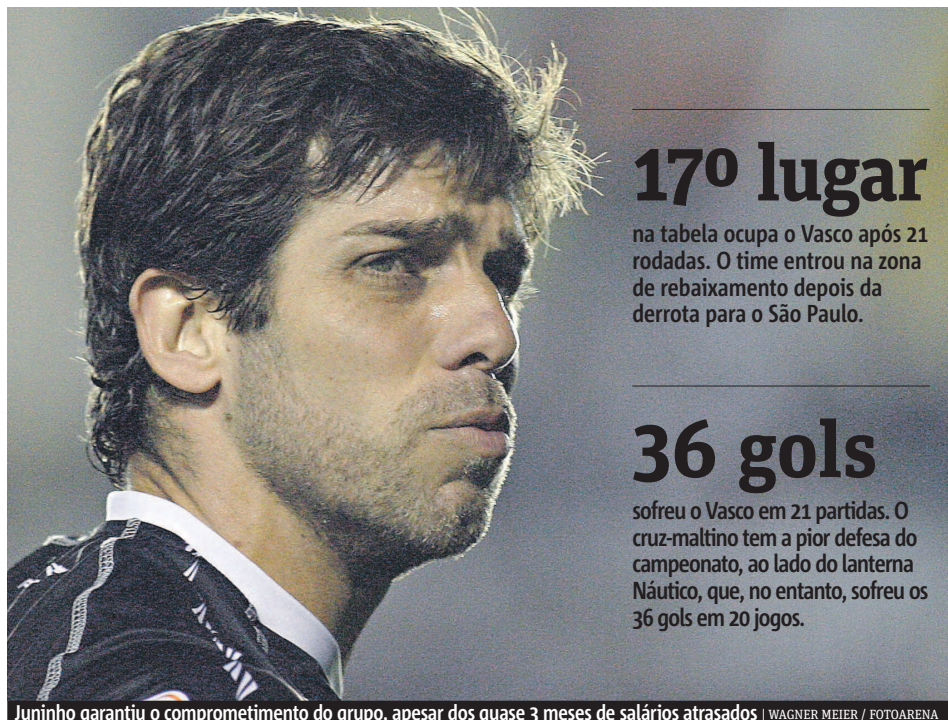 17º lugar
na tabela ocupa o Vasco após 21
rodadas. O time entrou na zona
de rebaixamento depois da
derrota para o São Paulo.
36 gols
sofreu o Vasco em 21 partidas. O
cruz-maltino tem a pior defesa do
campeonato, ao lado do lanterna
Náutico, que, no entanto, sofreu os
36 gols em 20 jogos.
Juninho garantiu o comprometimento do grupo, apesar dos quase 3 meses de salários atrasados | WAGNER MEIER / FOTOARENA